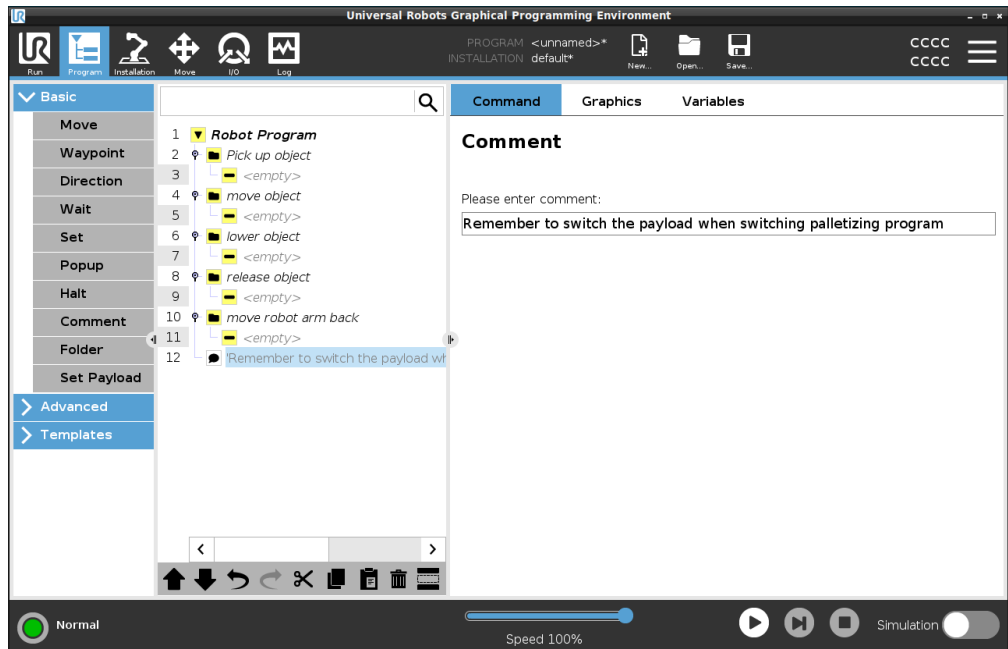 Universal Robots Graphical Programming Environment
UR
Run
Program
Installation
Move
I/O
Log
PROGRAM <unnamed>*
INSTALLATION default*
New...
Open...
Save...
CCCC
CCCC
Basic
Move
Waypoint
Direction
Wait
Set
Popup
Halt
Comment
Folder
Set Payload
Advanced
Templates
1 Robot Program
2 Pick up object
3 <empty>
4 move object
5 <empty>
6 lower object
7 <empty>
8 release object
9 <empty>
10 move robot arm back
11 <empty>
12 'Remember to switch the payload wh
Command Graphics Variables
Comment
Please enter comment:
Remember to switch the payload when switching palletizing program
Normal
Speed 100%
Simulation